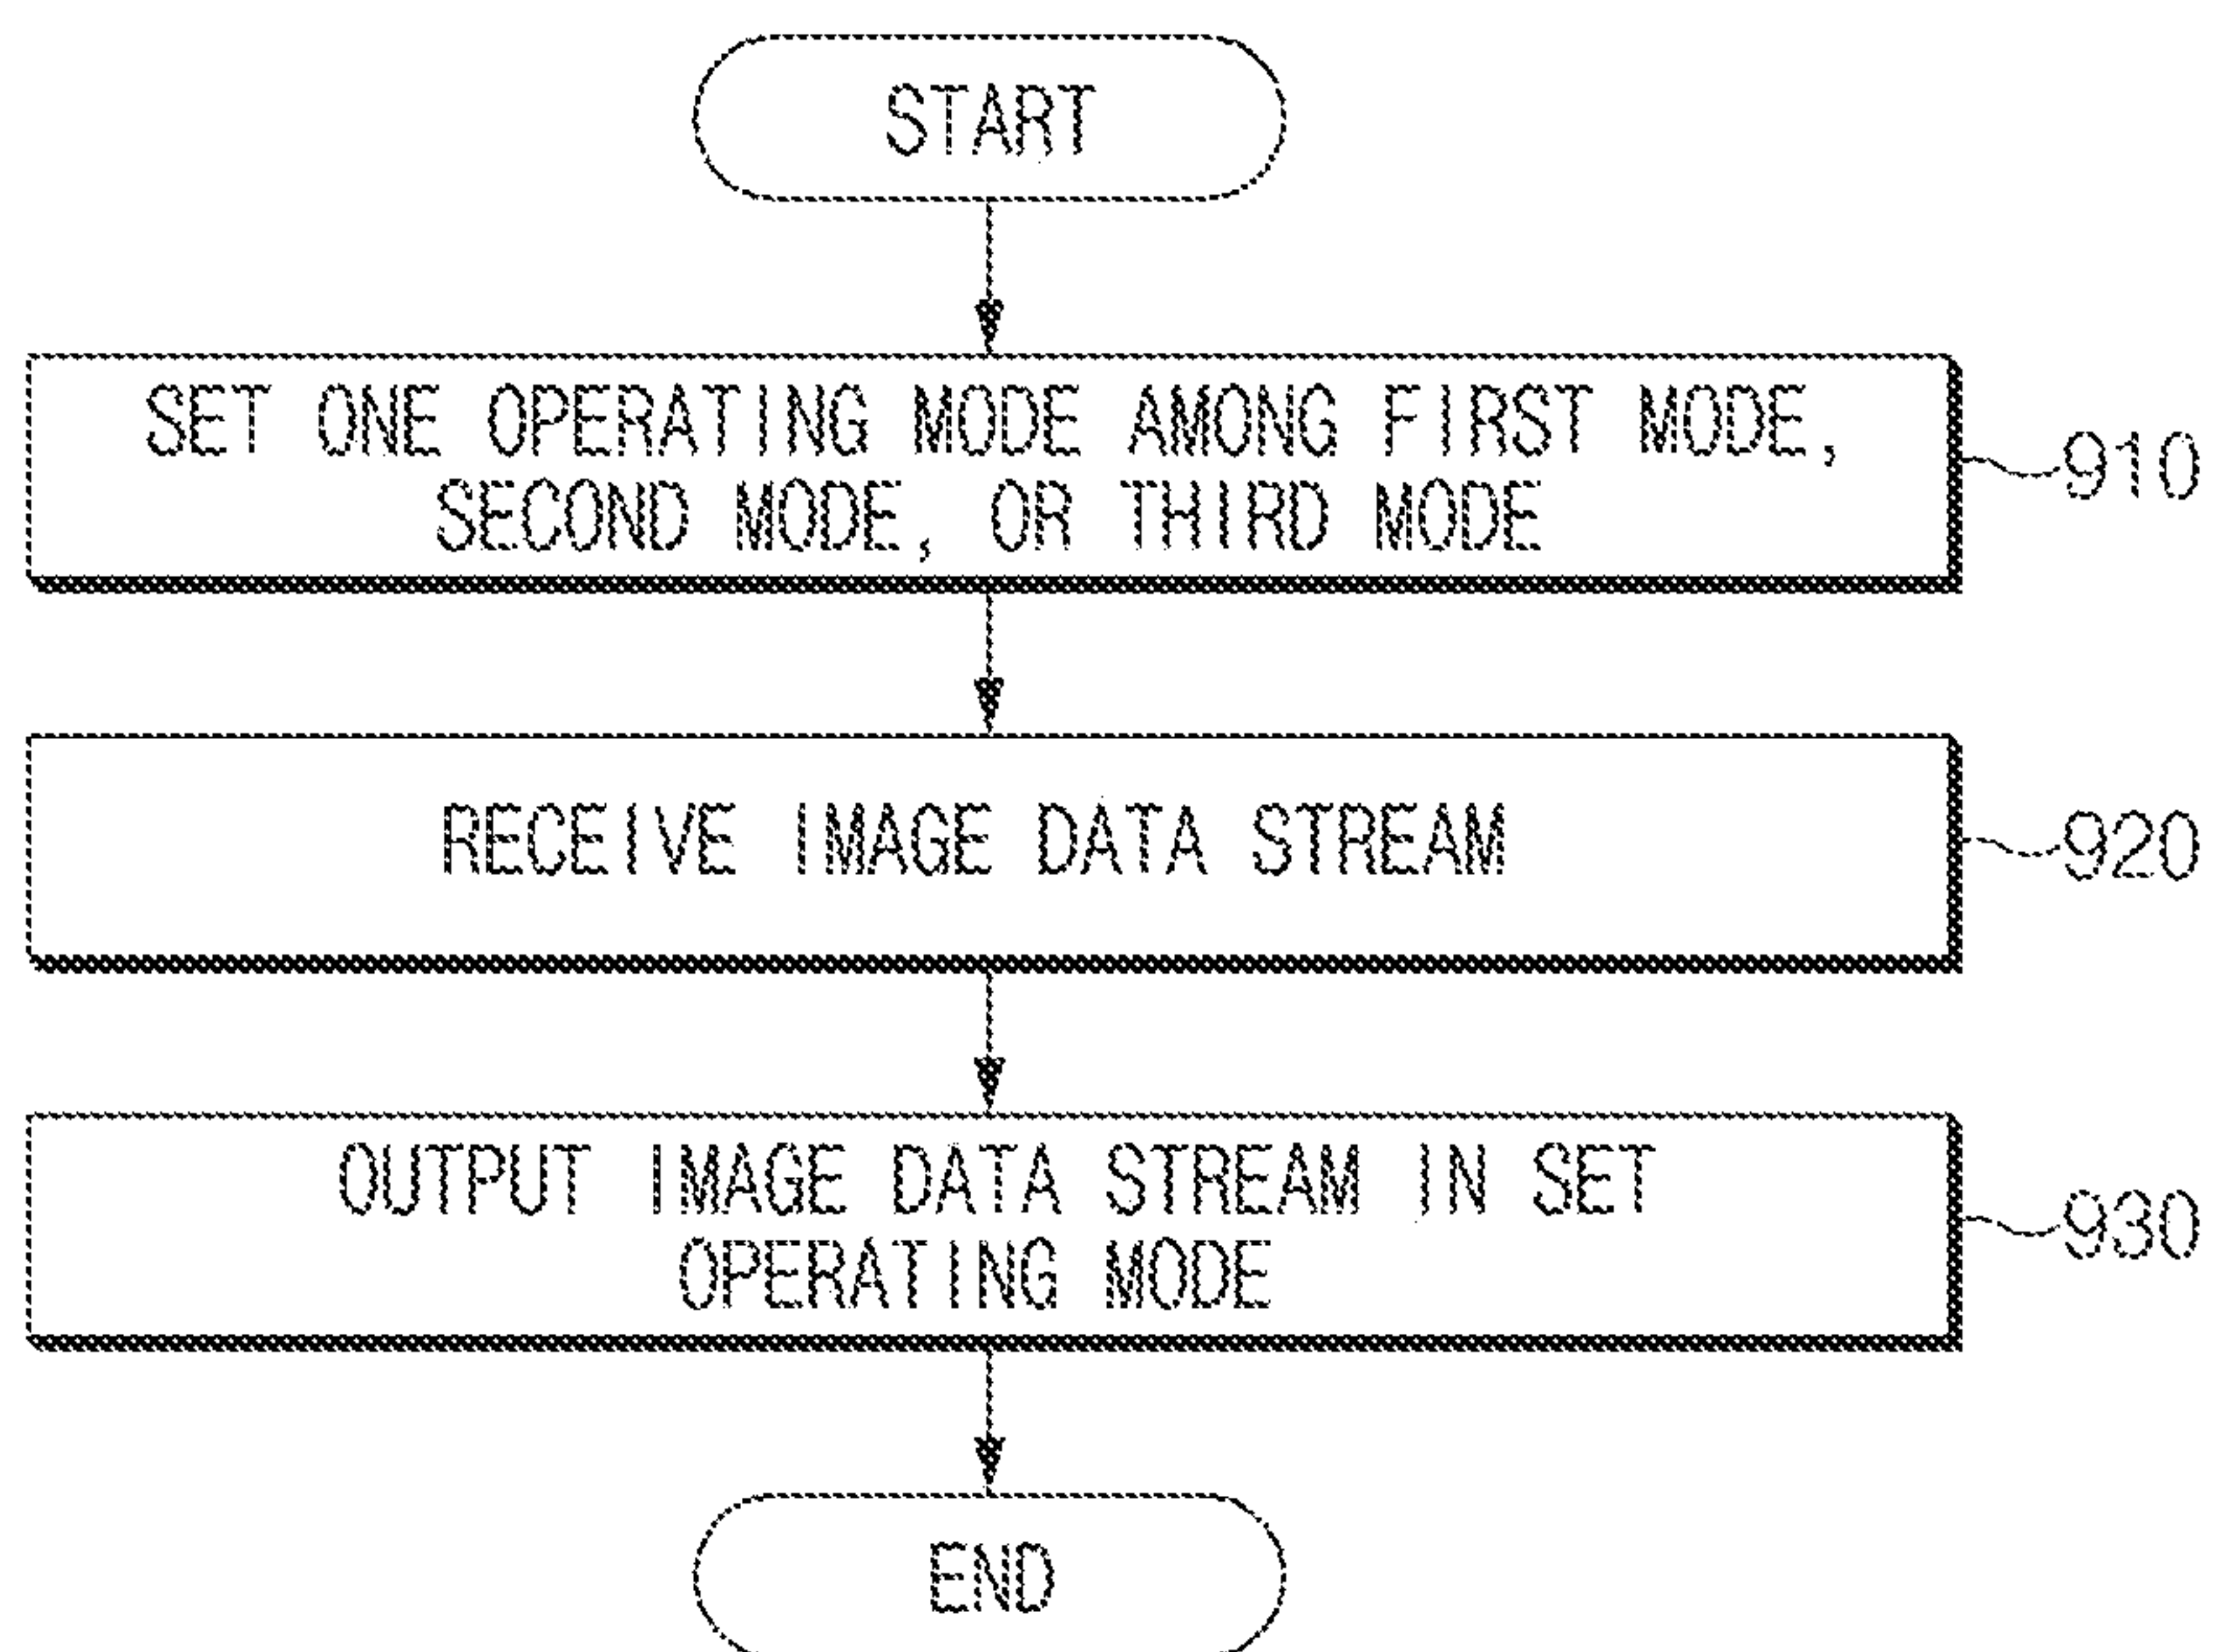 START
SET ONE OPERATING MODE AMONG FIRST MODE,
SECOND MODE, OR THIRD MODE
910
RECEIVE IMAGE DATA STREAM
920
OUTPUT IMAGE DATA STREAM IN SET
OPERATING MODE
930
END